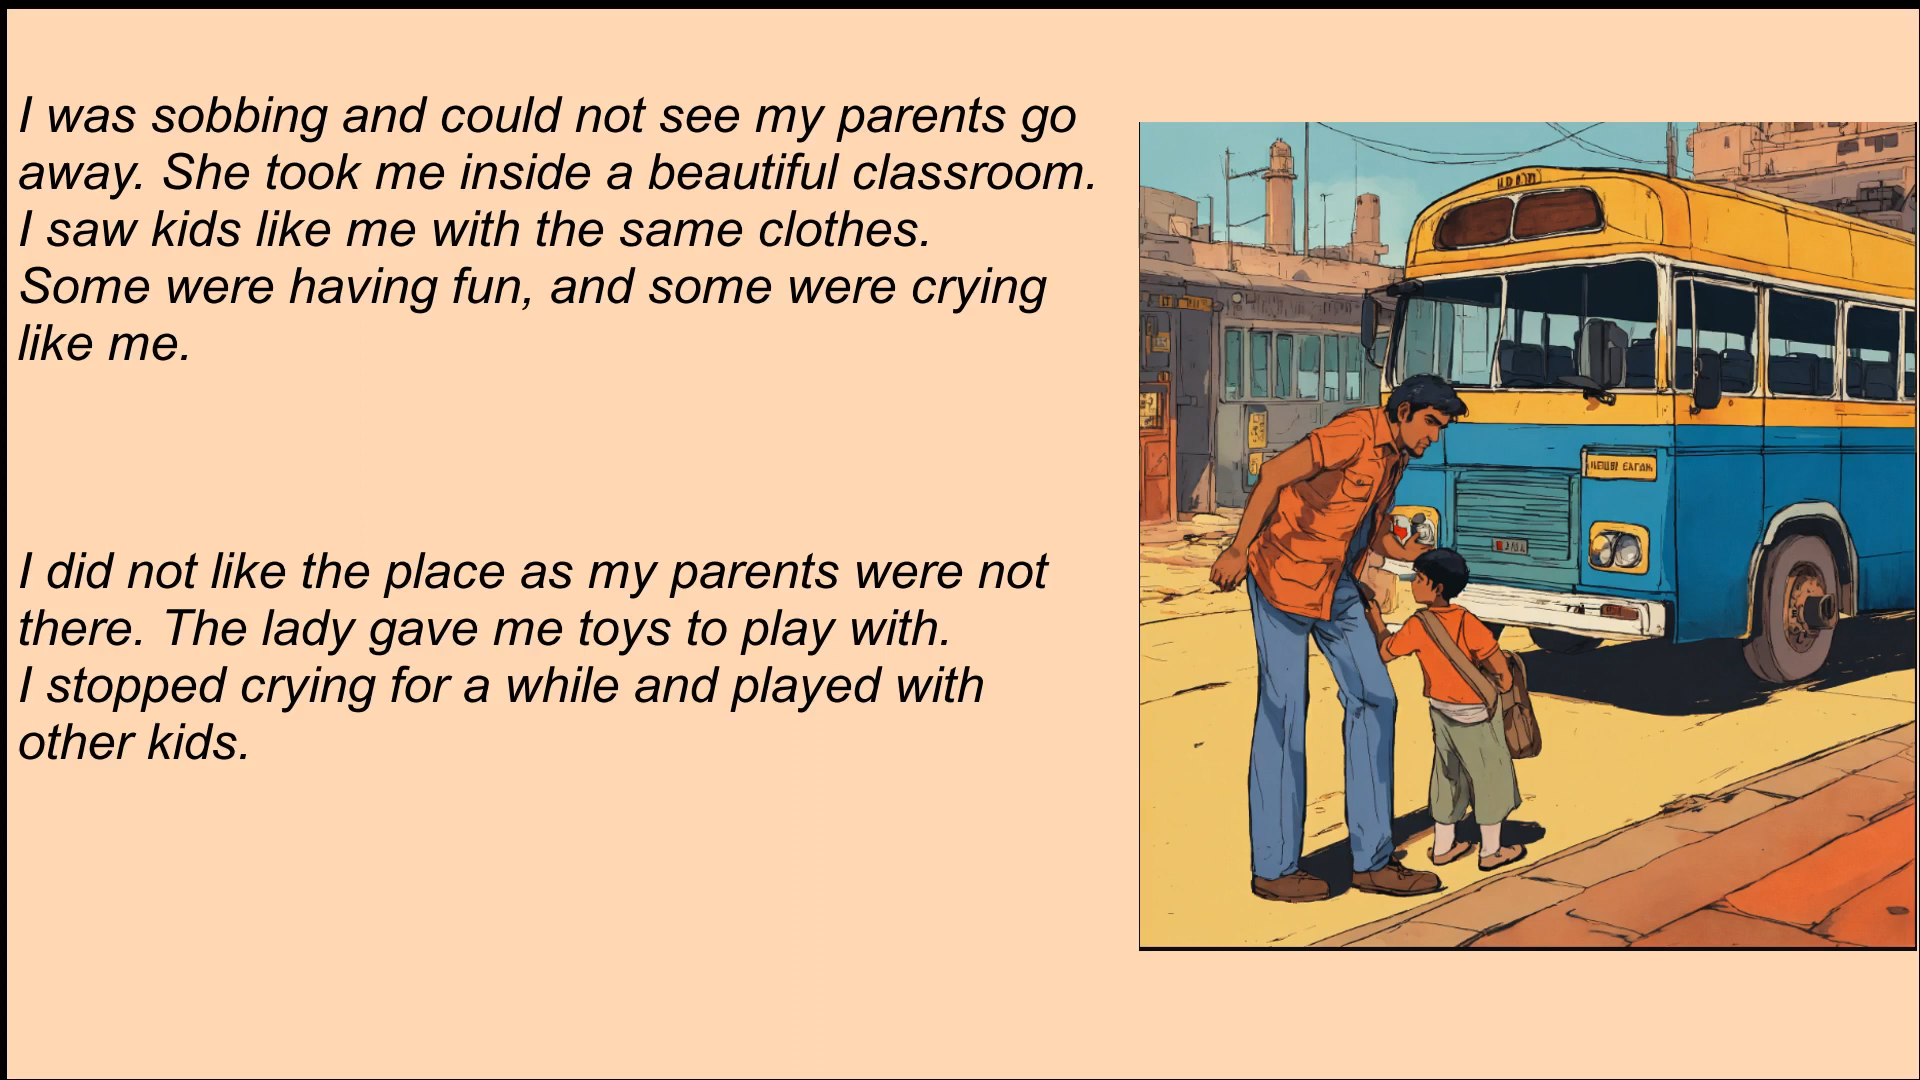 I was sobbing and could not see my parents go
away. She took me inside a beautiful classroom.
I saw kids like me with the same clothes.
Some were having fun, and some were crying
like me.
I did not like the place as my parents were not
there. The lady gave me toys to play with.
I stopped crying for a while and played with
other kids.